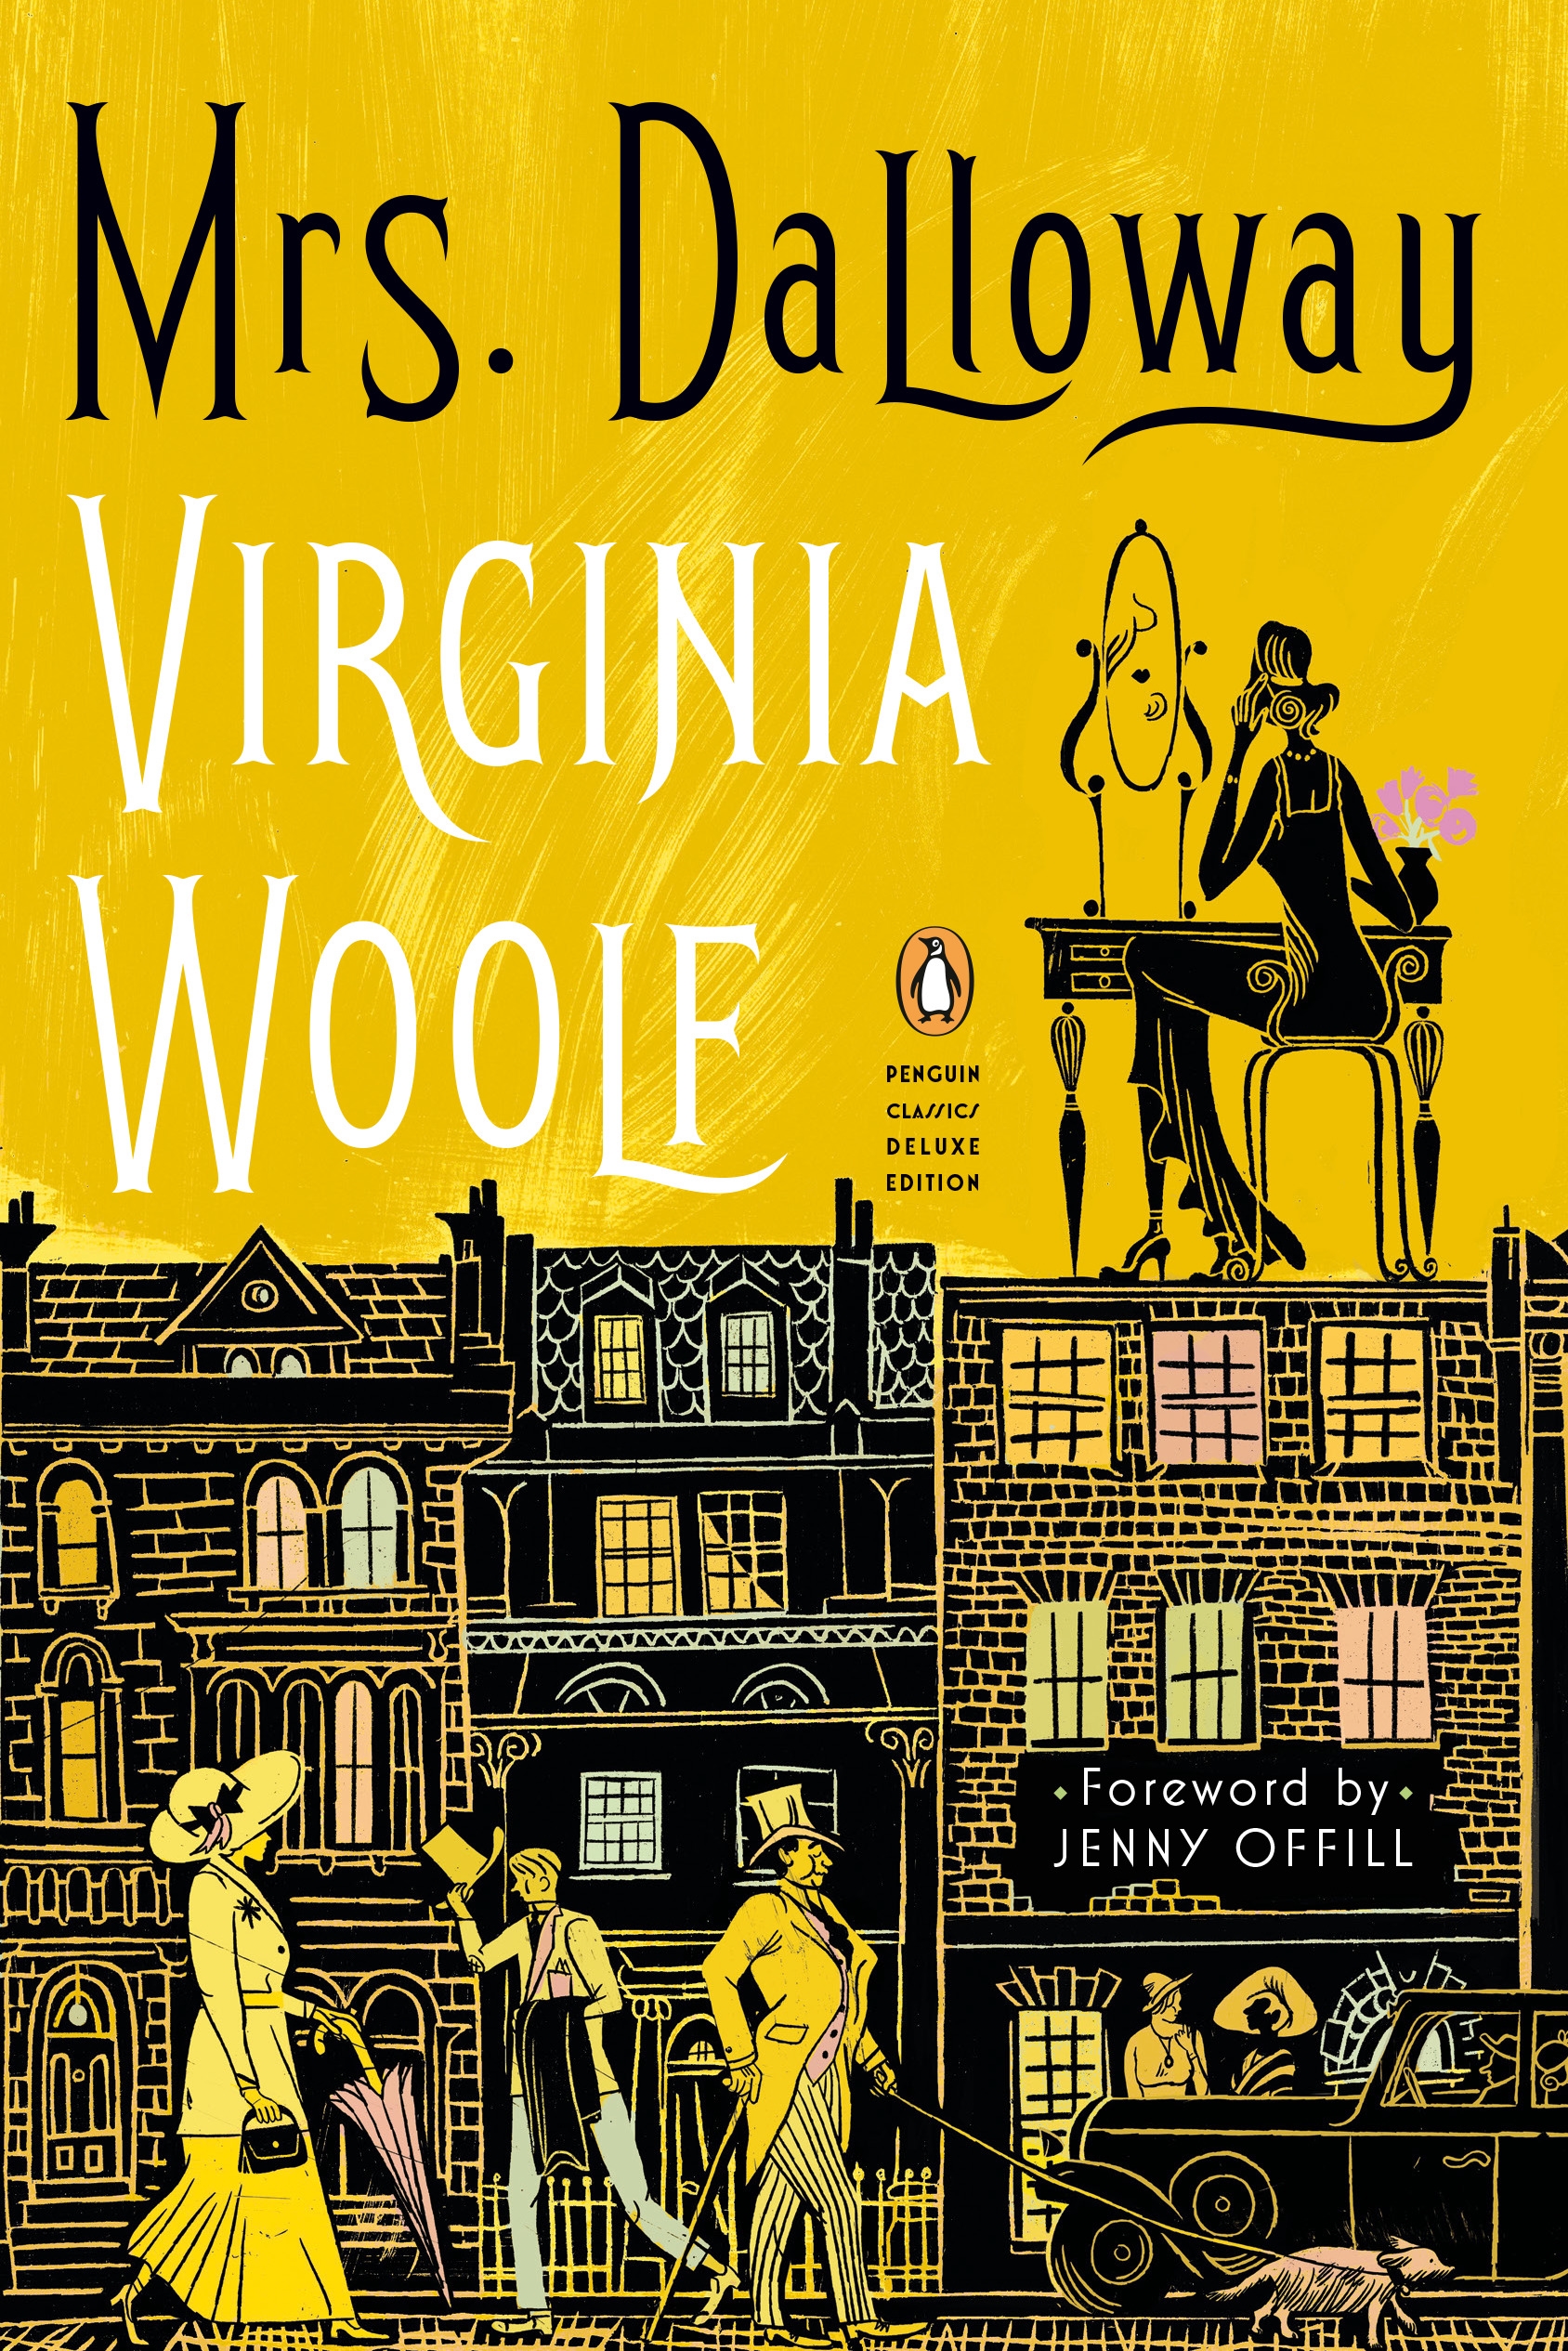 Mrs. Dalloway
VIRGINIA
WOOLF
PENGUIN
CLASSICS
DELUXE
EDITION
Foreword by
JENNY OFFILL